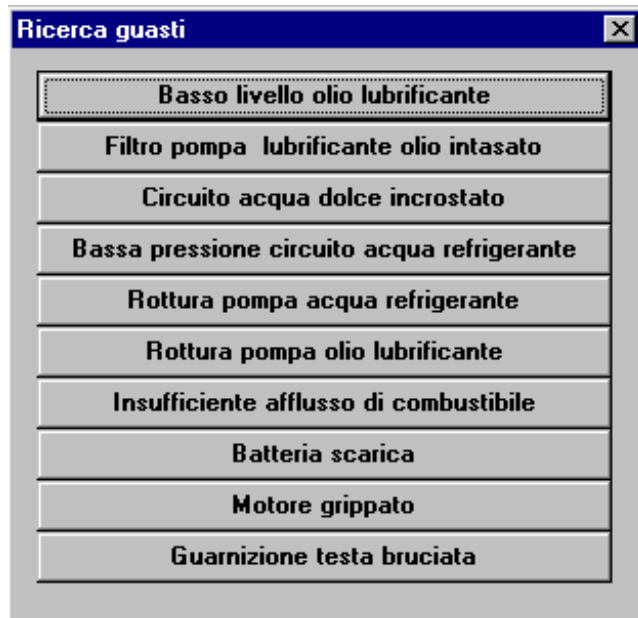 Ricerca guasti
Basso livello olio lubrificante
Filtro pompa  lubrificante olio intasato
Circuito acqua dolce incrostato
Bassa pressione circuito acqua refrigerante
Rottura pompa acqua refrigerante
Rottura pompa olio lubrificante
Insufficiente afflusso di combustibile
Batteria scarica
Motore grippato
Guarnizione testa bruciata